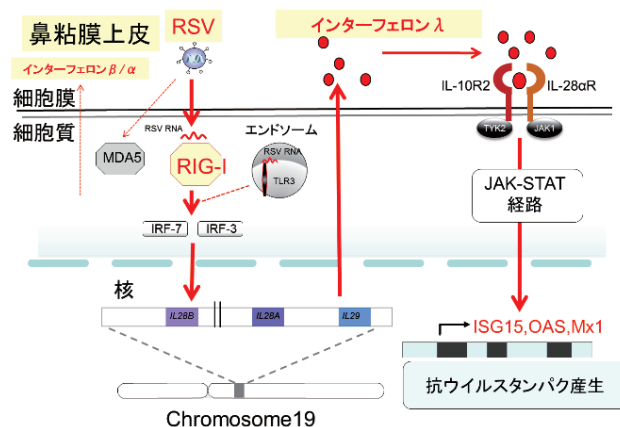 鼻粘膜上皮
RSV
インターフェロンλ
インターフェロンβ/α
細胞膜
細胞質
RSV RNA
MDA5
RIG-I
エンドソーム
RSV RNA
TLR3
IRF-7
IRF-3
IL-10R2
IL-28αR
TYK2
JAK1
JAK-STAT
経路
核
IL28B
IL28A
IL29
Chromosome19
ISG15,OAS,Mx1
抗ウイルスタンパク産生